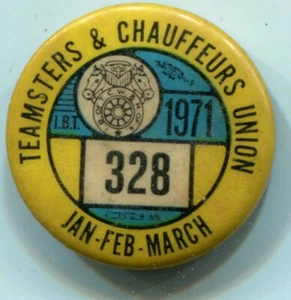 TEAMSTERS & CHAUFFEURS UNION
I.B.T. 1971
328
JAN-FEB-MARCH